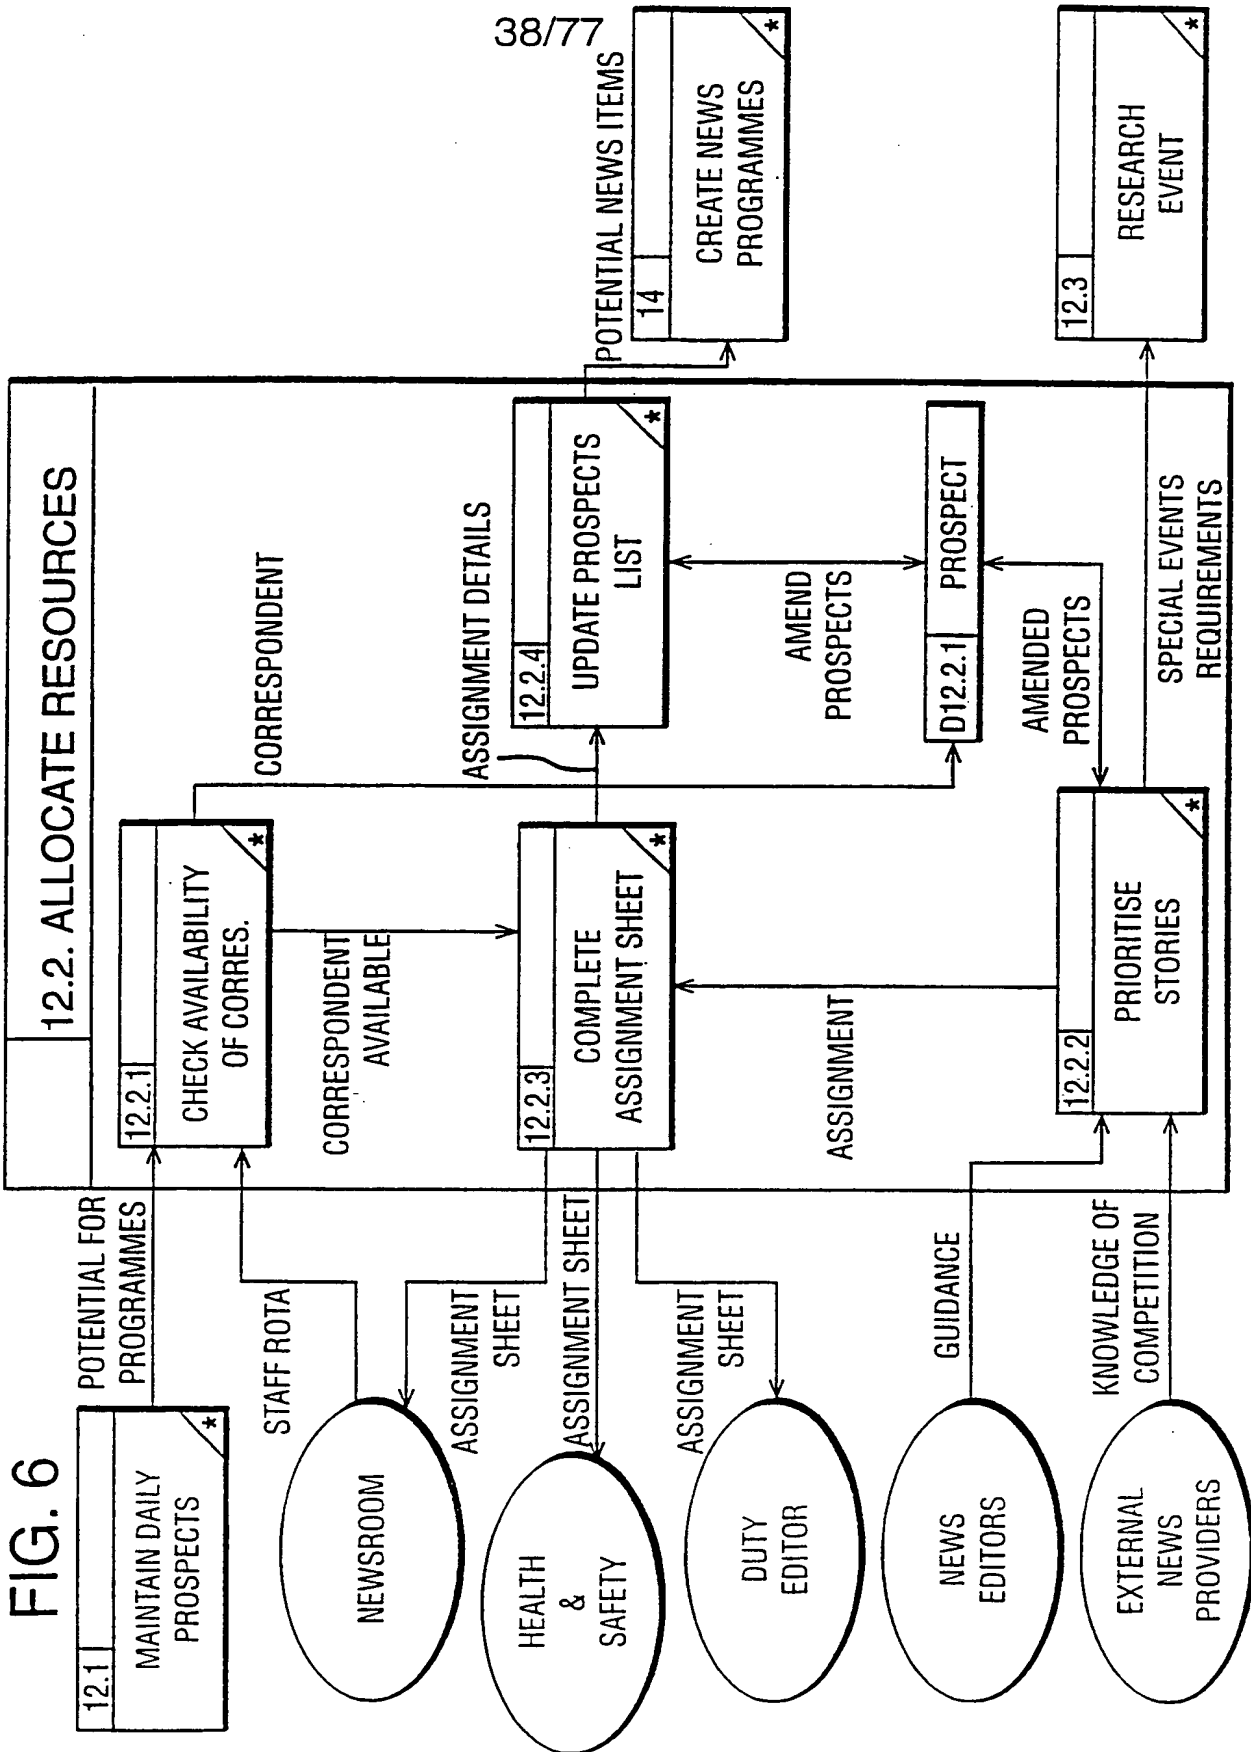 38/77
FIG. 6
12.2. ALLOCATE RESOURCES
12.1
MAINTAIN DAILY
PROSPECTS
POTENTIAL FOR
PROGRAMMES
STAFF ROTA
NEWSROOM
ASSIGNMENT
SHEET
HEALTH
&
SAFETY
ASSIGNMENT SHEET
DUTY
EDITOR
ASSIGNMENT
SHEET
NEWS
EDITORS
GUIDANCE
EXTERNAL
NEWS
PROVIDERS
KNOWLEDGE OF
COMPETITION
12.2.1
CHECK AVAILABILITY
OF CORRES.
*
CORRESPONDENT
AVAILABLE
CORRESPONDENT
12.2.3
COMPLETE
ASSIGNMENT SHEET
*
ASSIGNMENT DETAILS
ASSIGNMENT
12.2.2
PRIORITISE
STORIES
*
12.2.4
UPDATE PROSPECTS
LIST
*
AMEND
PROSPECTS
D12.2.1 PROSPECT
AMENDED
PROSPECTS
SPECIAL EVENTS
REQUIREMENTS
POTENTIAL NEWS ITEMS
14
CREATE NEWS
PROGRAMMES
*
12.3
RESEARCH
EVENT
*
*